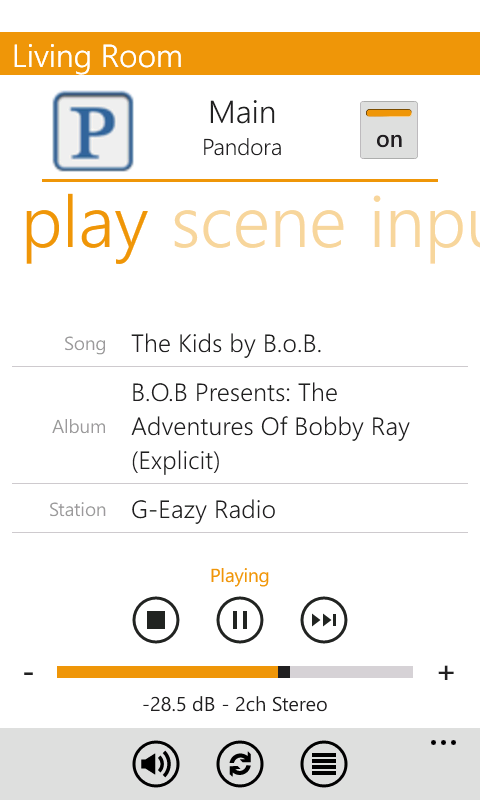 Living Room
P
Main
Pandora
on
play scene inpu
Song The Kids by B.o.B.
B.O.B Presents: The
Album Adventures Of Bobby Ray
(Explicit)
Station G-Eazy Radio
Playing
- +
-28.5 dB - 2ch Stereo
...